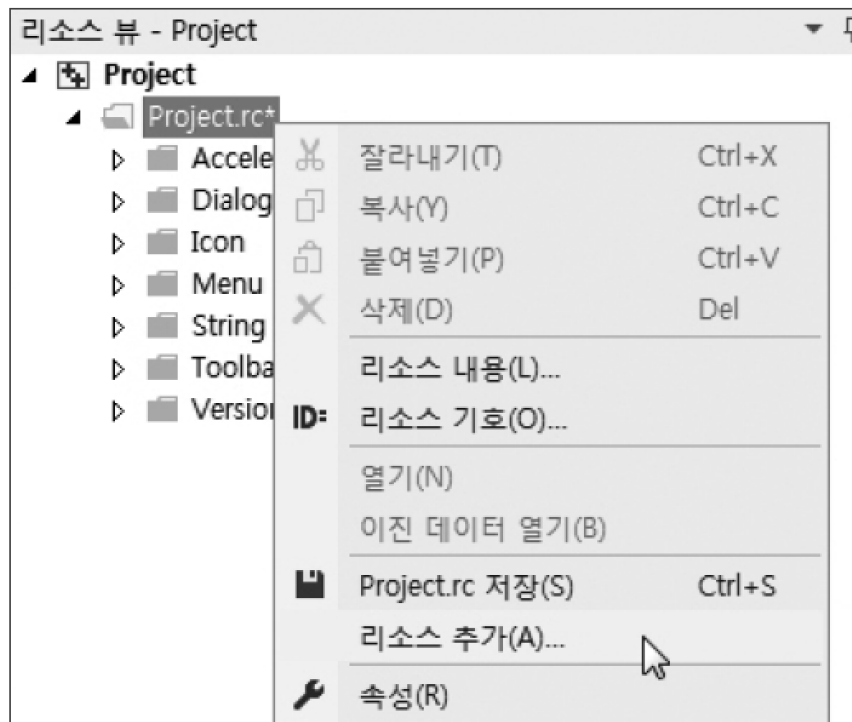 리소스 뷰 - Project
Project
Project.rc*
Accele
Dialog
Icon
Menu
String
Toolba
Version
잘라내기(T) Ctrl+X
복사(Y) Ctrl+C
붙여넣기(P) Ctrl+V
삭제(D) Del
리소스 내용(L)...
ID= 리소스 기호(O)...
열기(N)
이진 데이터 열기(B)
Project.rc 저장(S) Ctrl+S
리소스 추가(A)...
속성(R)